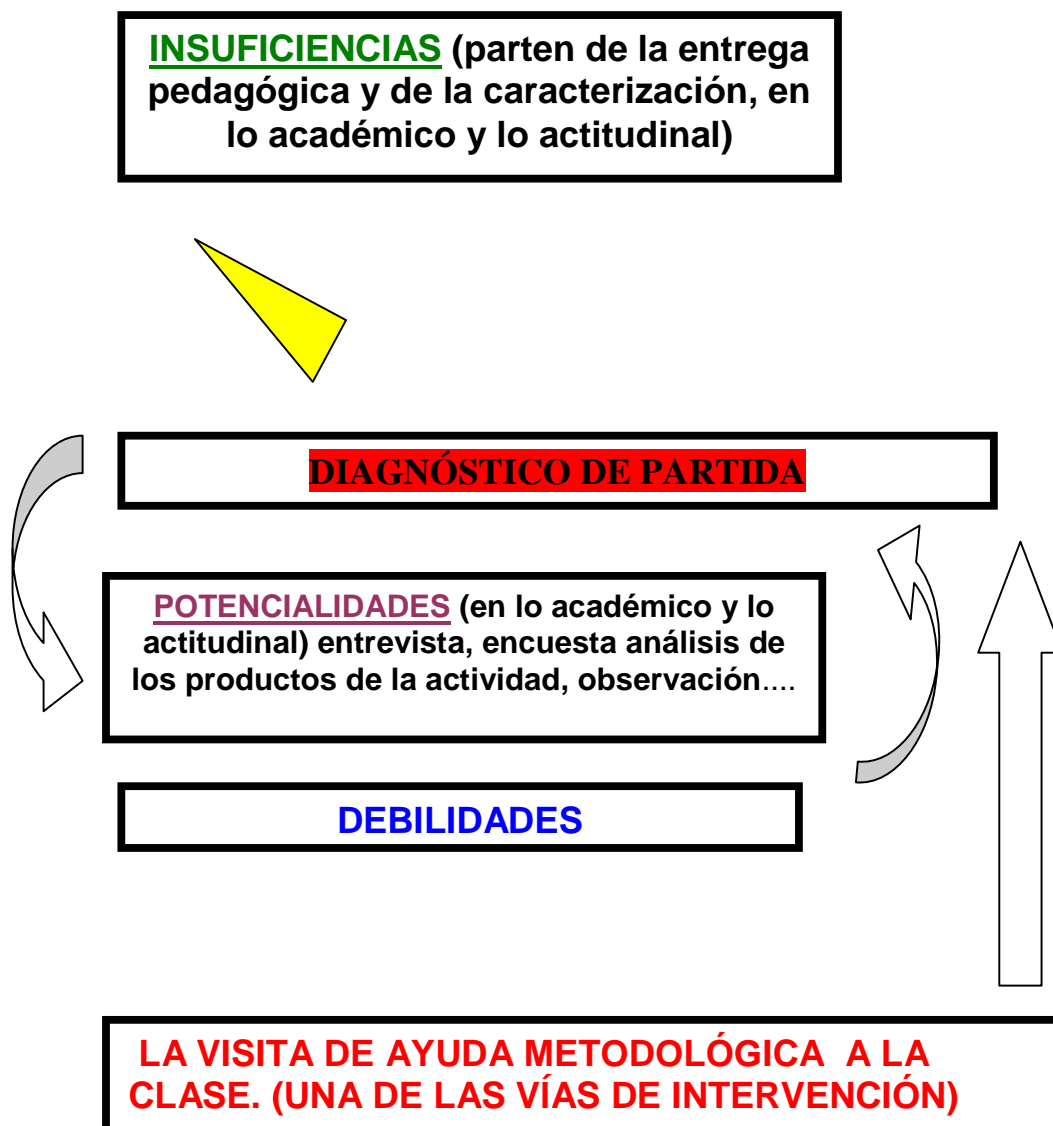 INSUFICIENCIAS (parten de la entrega
pedagógica y de la caracterización, en
lo académico y lo actitudinal)
DIAGNÓSTICO DE PARTIDA
POTENCIALIDADES (en lo académico y lo
actitudinal) entrevista, encuesta análisis de
los productos de la actividad, observación....
DEBILIDADES
LA VISITA DE AYUDA METODOLÓGICA A LA
CLASE. (UNA DE LAS VÍAS DE INTERVENCIÓN)